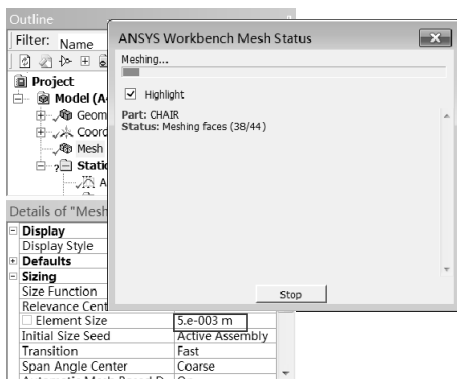 Outline
Filter: Name
ANSYS Workbench Mesh Status
Meshing...
Highlight
Part: CHAIR
Status: Meshing faces (38/44)
Stop
Project
Model (A
Geom
Coord
Mesh
Static
A
Details of "Mesh
Display
Display Style
Defaults
Sizing
Size Function
Relevance Cent
Element Size 5.e-003 m
Initial Size Seed Active Assembly
Transition Fast
Span Angle Center Coarse